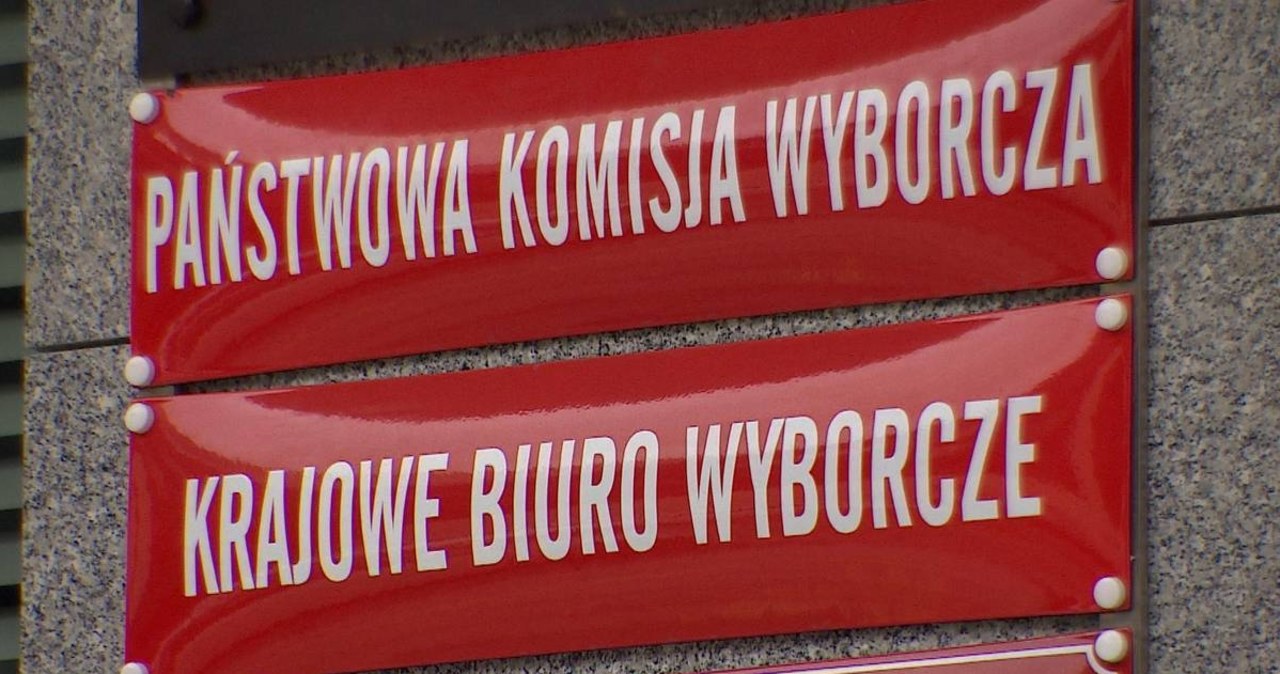 PAŃSTWOWA KOMISJA WYBORCZA
KRAJOWE BIURO WYBORCZE